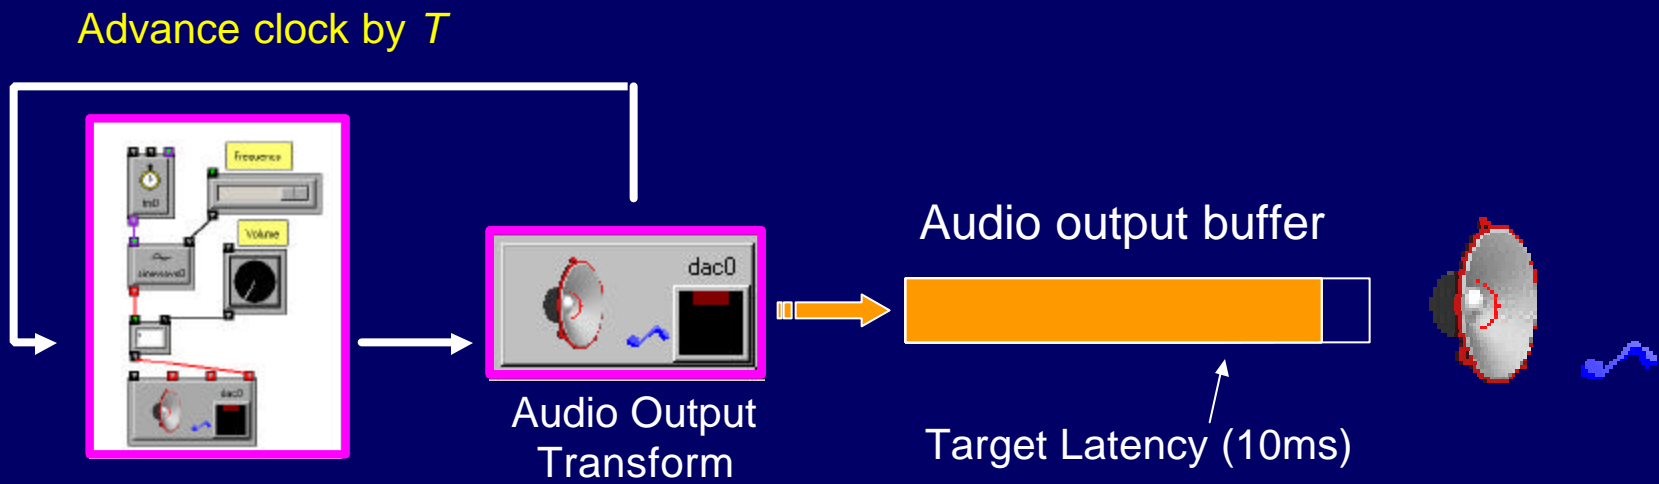 Advance clock by T
Frequency
tm0
Volume
sinewave0
dac0
dac0
Audio Output
Transform
Audio output buffer
Target Latency (10ms)